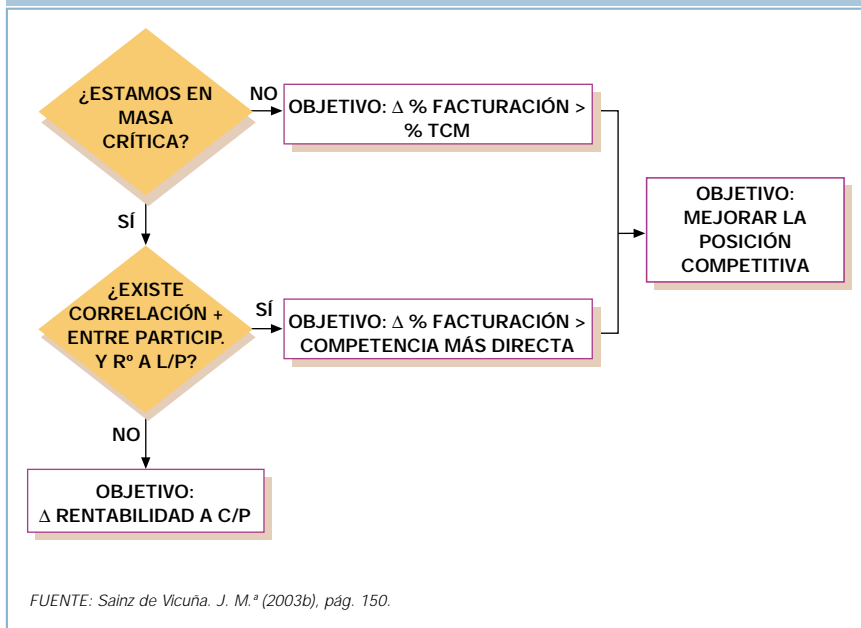 ¿ESTAMOS EN
MASA
CRÍTICA?
NO
OBJETIVO: ∆ % FACTURACIÓN >
% TCM
OBJETIVO:
MEJORAR LA
POSICIÓN
COMPETITIVA
SÍ
¿EXISTE
CORRELACIÓN +
ENTRE PARTICIP.
Y Rº A L/P?
SÍ
OBJETIVO: ∆ % FACTURACIÓN >
COMPETENCIA MÁS DIRECTA
NO
OBJETIVO:
∆ RENTABILIDAD A C/P
FUENTE: Sainz de Vicuña. J. M.ª (2003b), pág. 150.